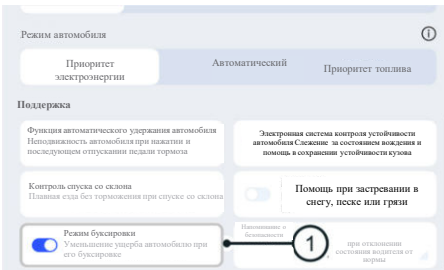 Режим автомобиля
Приоритет
электроэнергии
Автоматический
Приоритет топлива
Поддержка
Функция автоматического удержания автомобиля
Неподвижность автомобиля при нажатии и
последующем отпускании педали тормоза
Электронная система контроля устойчивости
автомобиля Слежение за состоянием вождения и
помощь в сохранении устойчивости кузова
Контроль спуска со склона
Плавная езда без торможения при спуске со склона
Помощь при застревании в
снегу, песке или грязи
Режим буксировки
Уменьшение ущерба автомобилю при
его буксировке
1
Напоминание о
безопасности
при отклонении
состояния водителя от
нормы